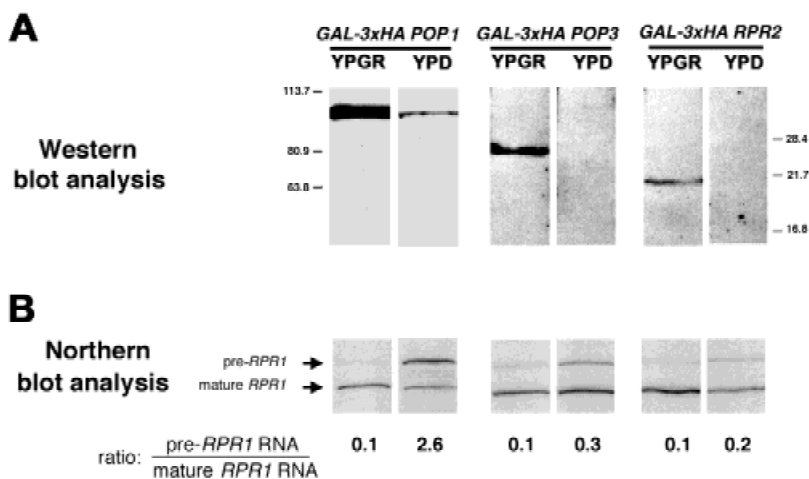 A
GAL-3xHA POP1 GAL-3xHA POP3 GAL-3xHA RPR2
YPGR YPD YPGR YPD YPGR YPD
113.7
80.9
63.8
Western
blot analysis
28.4
21.7
16.8
B
Northern
blot analysis
pre-RPR1
mature RPR1
ratio: pre-RPR1 RNA
mature RPR1 RNA
0.1 2.6 0.1 0.3 0.1 0.2